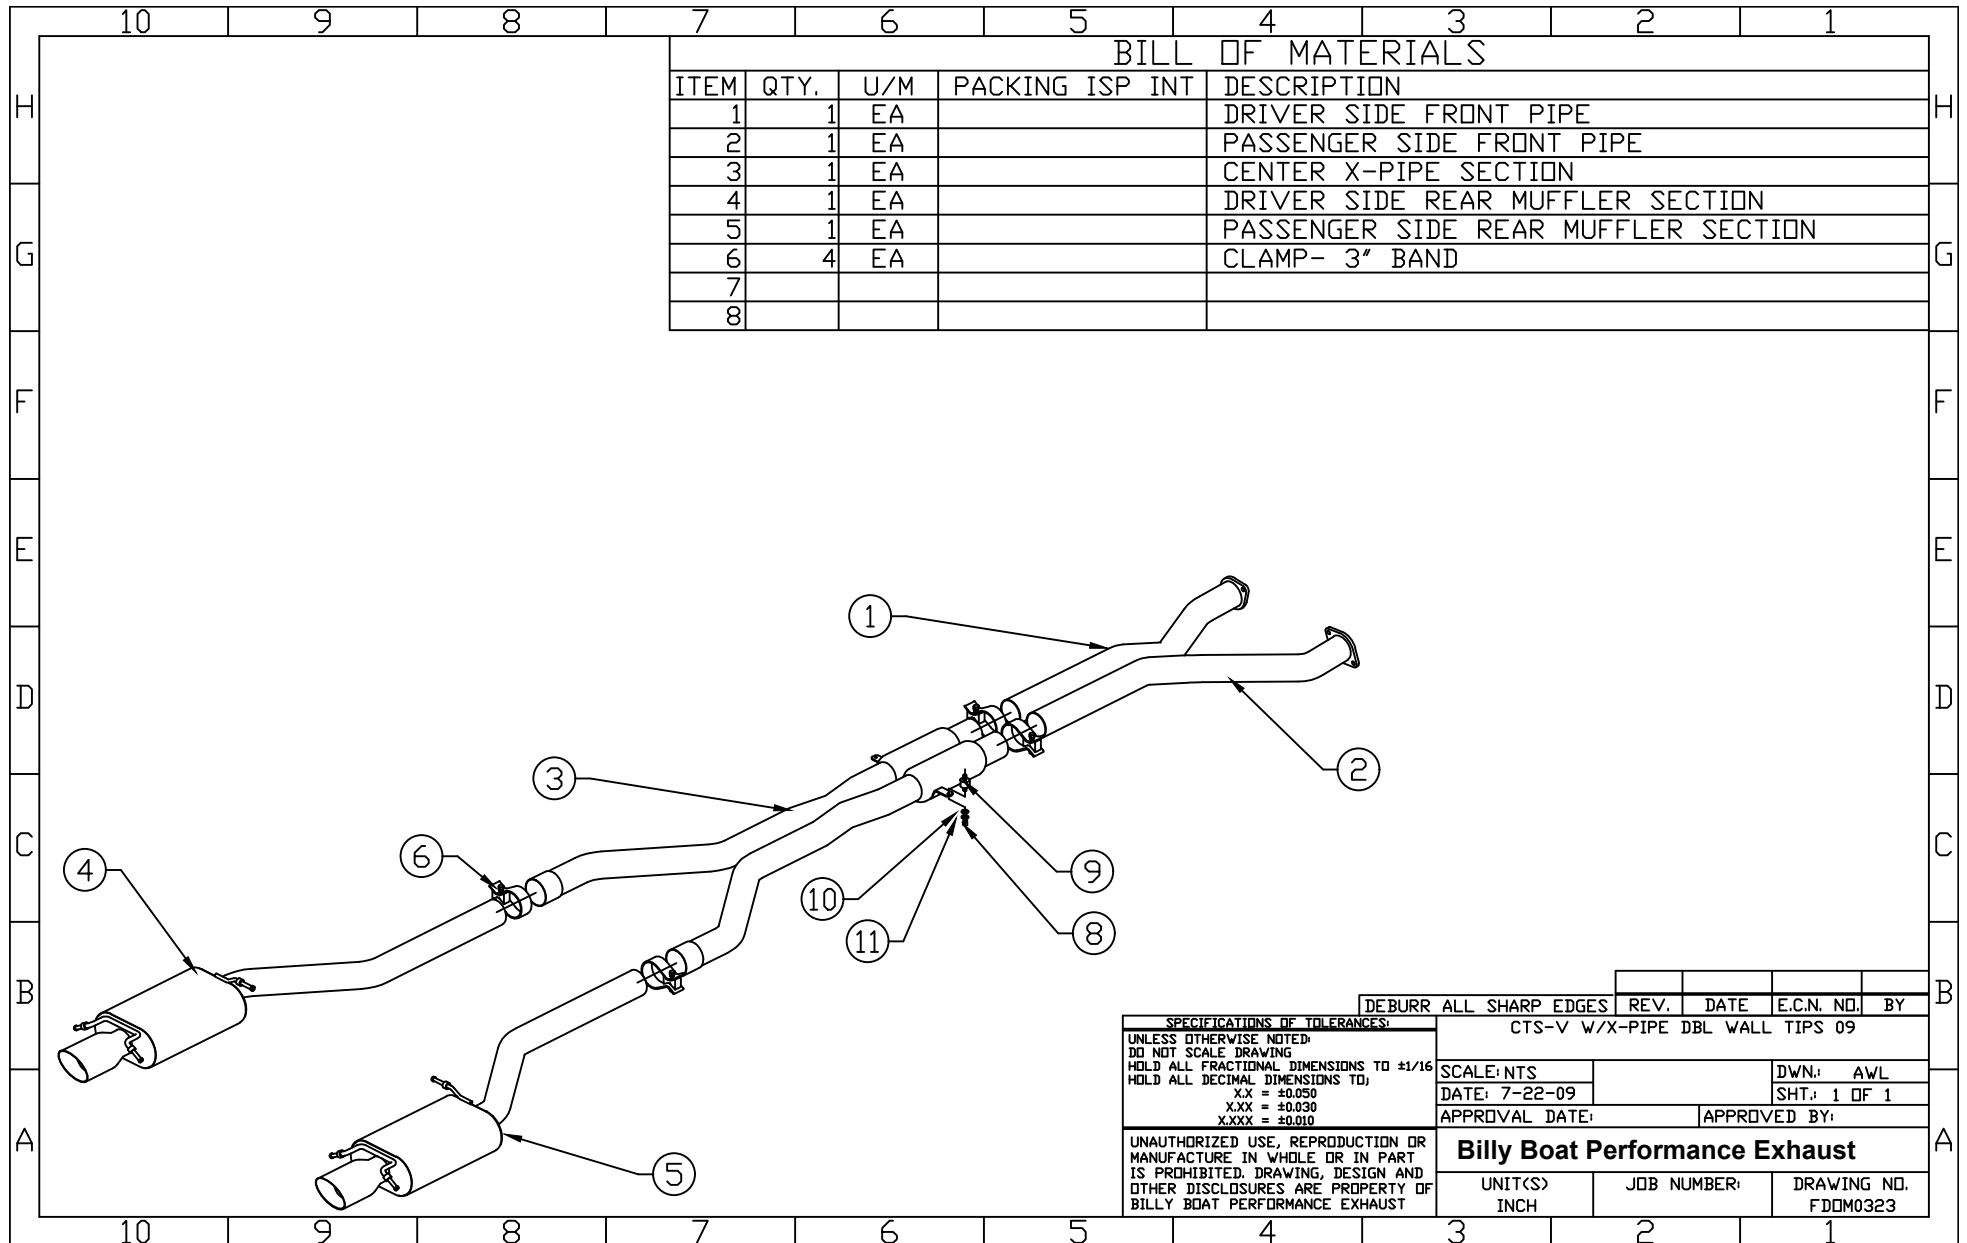 10 9 8 7 6 5 4 3 2 1
BILL OF MATERIALS
ITEM QTY. U/M PACKING ISP INT DESCRIPTION
1 1 EA DRIVER SIDE FRONT PIPE
2 1 EA PASSENGER SIDE FRONT PIPE
3 1 EA CENTER X-PIPE SECTION
4 1 EA DRIVER SIDE REAR MUFFLER SECTION
5 1 EA PASSENGER SIDE REAR MUFFLER SECTION
6 4 EA CLAMP- 3" BAND
7
8
H H
G G
F F
E E
D D
C C
B B
A A
1
2
3
6
4
9
10
8
11
5
DEBURR ALL SHARP EDGES REV. DATE E.C.N. NO. BY
SPECIFICATIONS OF TOLERANCES:
UNLESS OTHERWISE NOTED:
DO NOT SCALE DRAWING
HOLD ALL FRACTIONAL DIMENSIONS TO ±1/16
HOLD ALL DECIMAL DIMENSIONS TO;
X.X = ±0.050
X.XX = ±0.030
X.XXX = ±0.010
UNAUTHORIZED USE, REPRODUCTION OR
MANUFACTURE IN WHOLE OR IN PART
IS PROHIBITED. DRAWING, DESIGN AND
OTHER DISCLOSURES ARE PROPERTY OF
BILLY BOAT PERFORMANCE EXHAUST
CTS-V W/X-PIPE DBL WALL TIPS 09
SCALE: NTS DWN.: AWL
DATE: 7-22-09 SHT.: 1 OF 1
APPROVAL DATE: APPROVED BY:
Billy Boat Performance Exhaust
UNIT(S) JOB NUMBER: DRAWING NO.
INCH FDOM0323
10 9 8 7 6 5 4 3 2 1